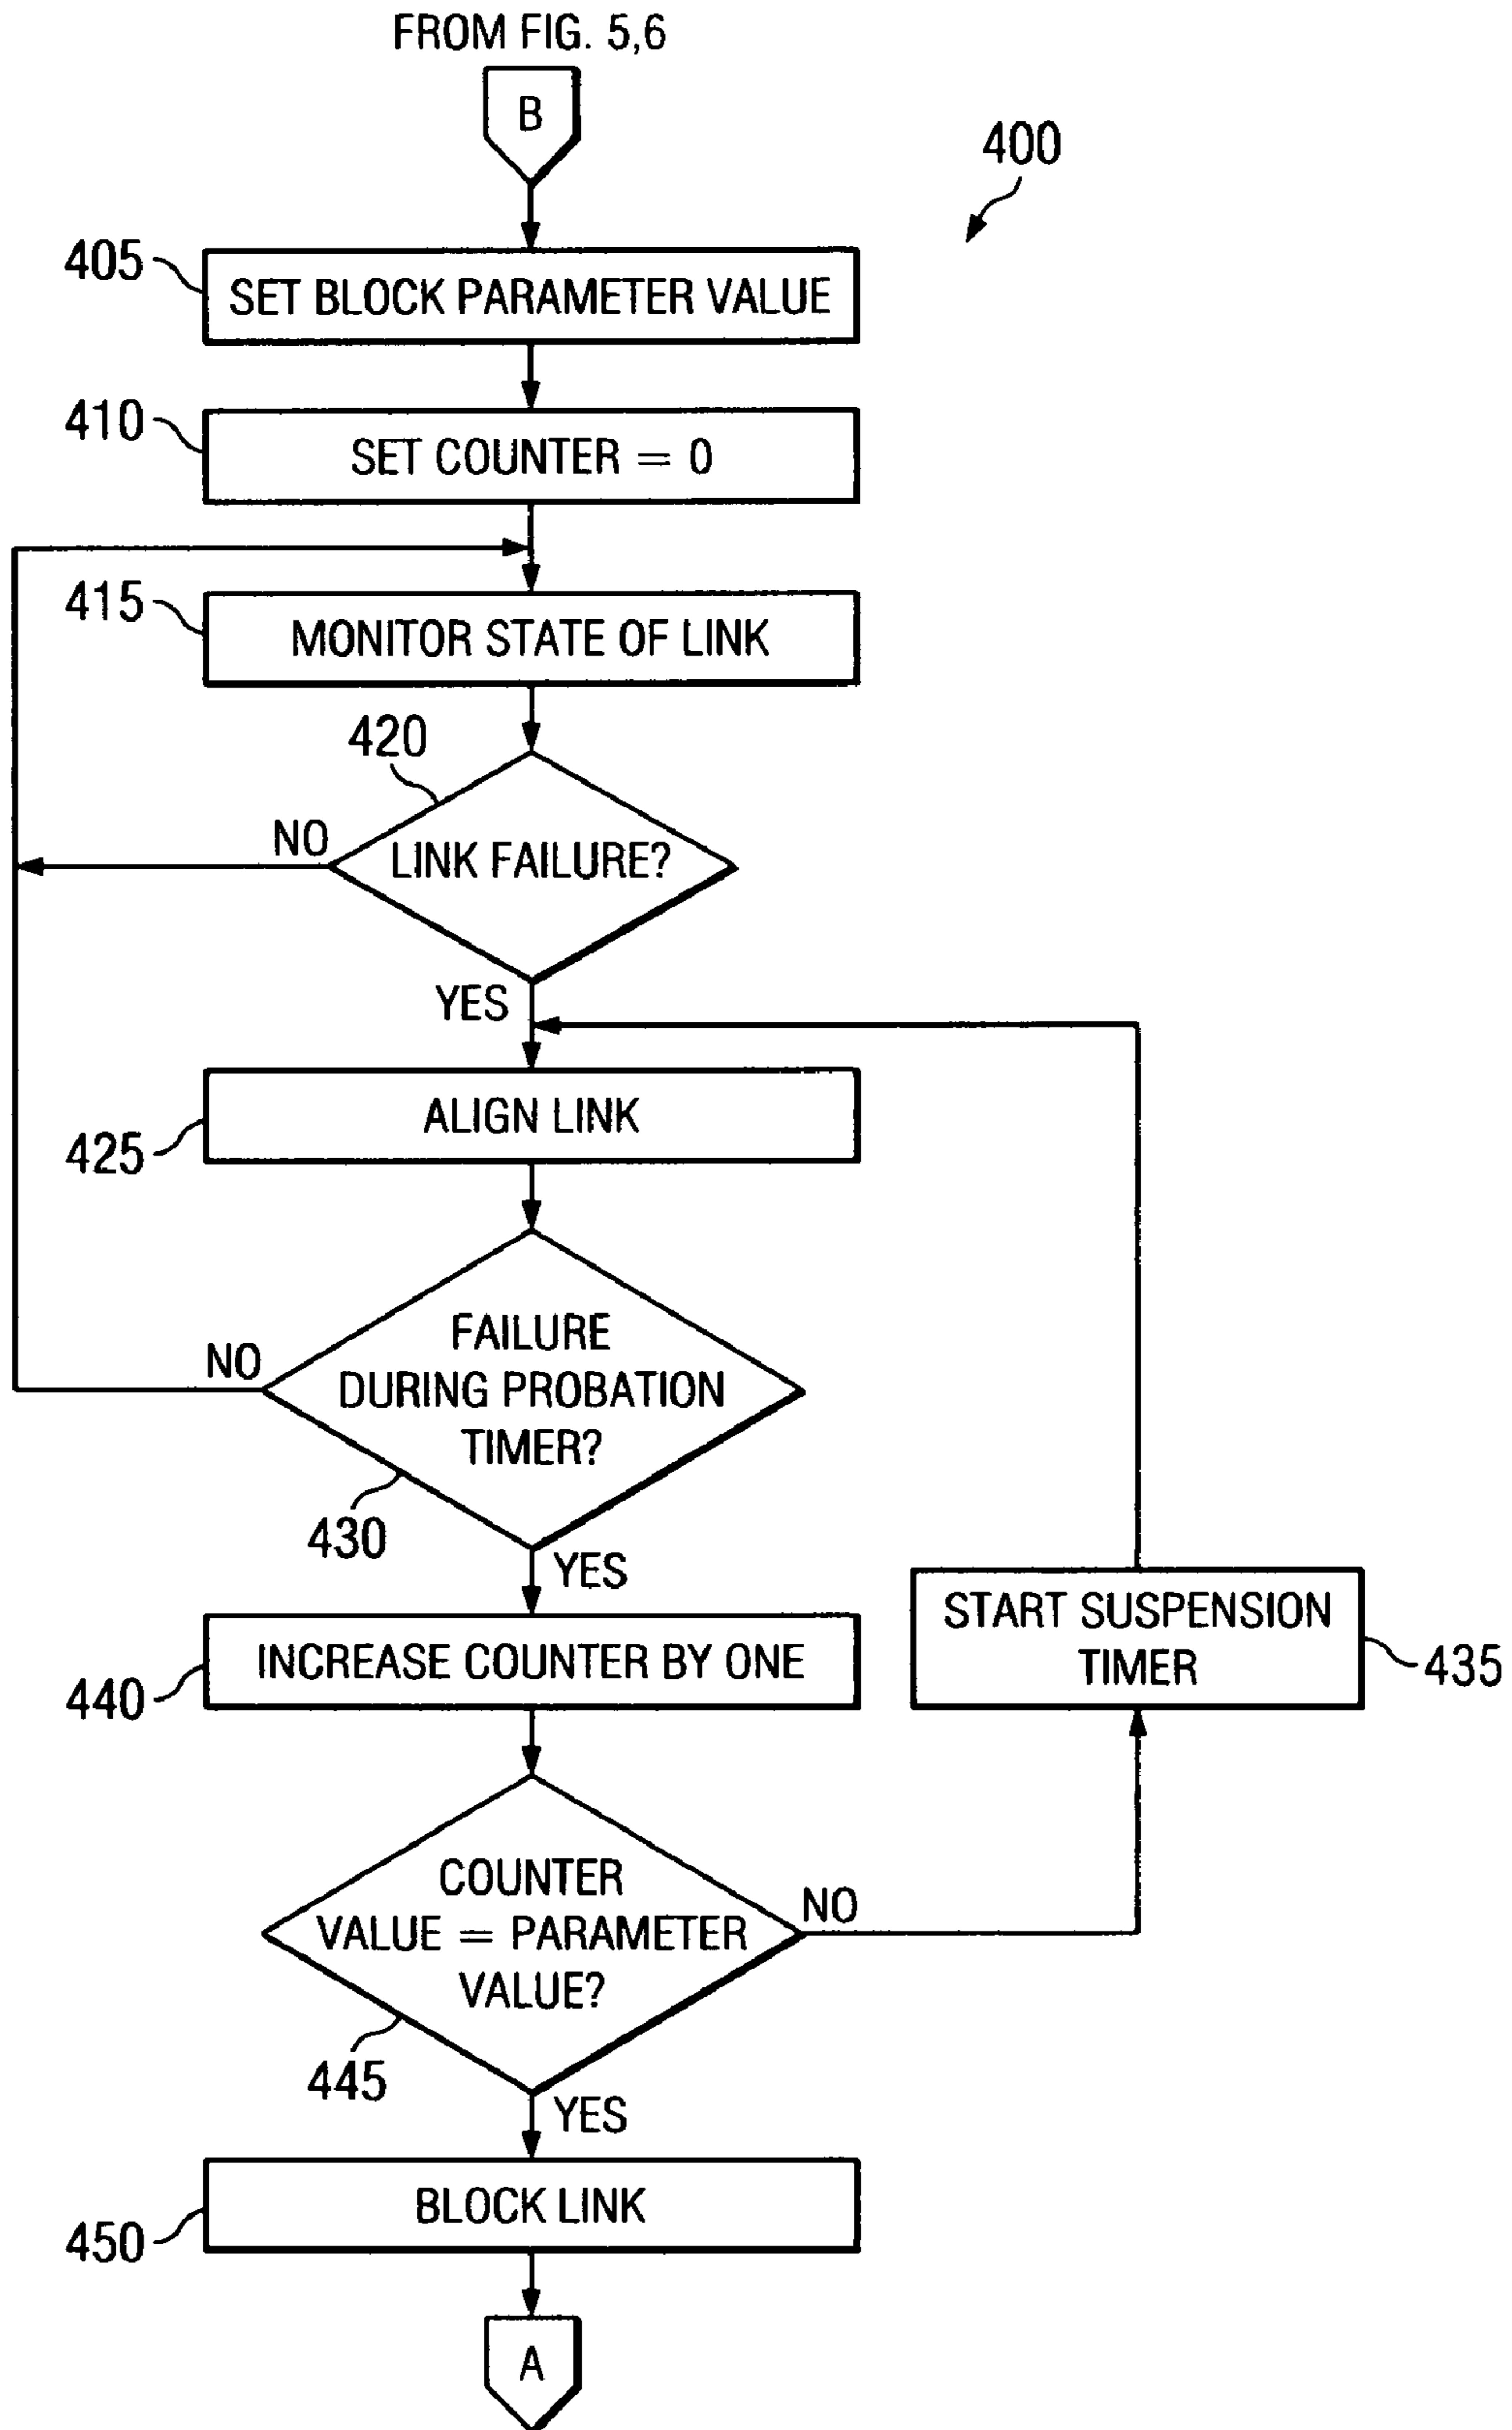 FROM FIG. 5,6
B
400
405
SET BLOCK PARAMETER VALUE
410
SET COUNTER = 0
415
MONITOR STATE OF LINK
420
NO
LINK FAILURE?
YES
ALIGN LINK
425
FAILURE
DURING PROBATION
TIMER?
NO
430
YES
START SUSPENSION
TIMER
435
INCREASE COUNTER BY ONE
440
COUNTER
VALUE = PARAMETER
VALUE?
NO
445
YES
BLOCK LINK
450
A